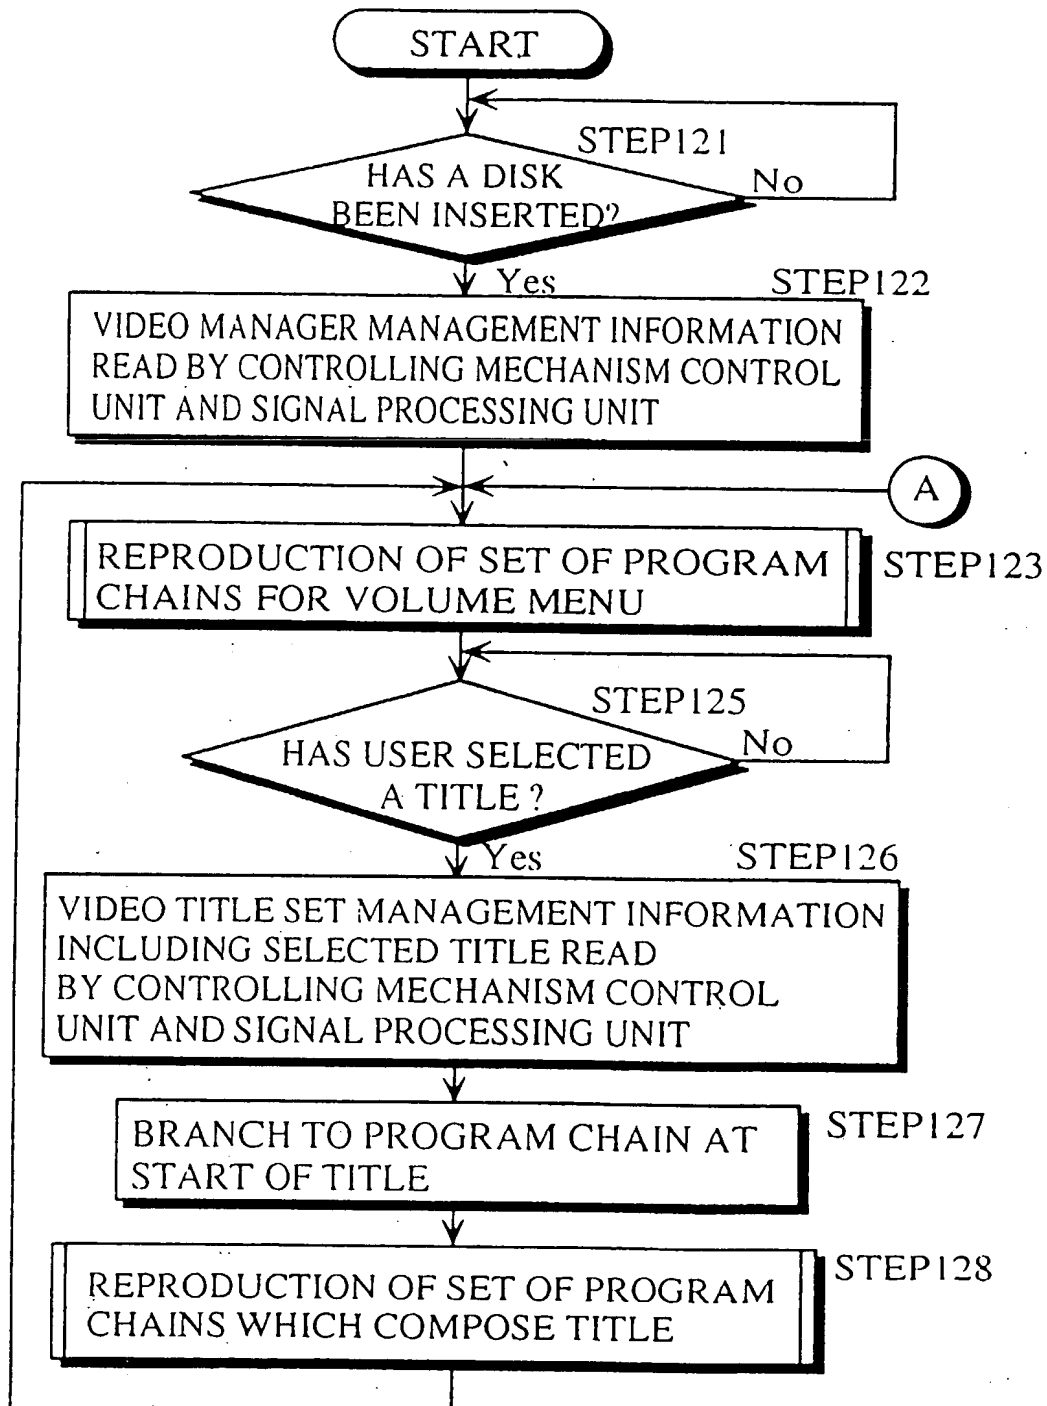 START
STEP121
HAS A DISK
BEEN INSERTED?
No
Yes
STEP122
VIDEO MANAGER MANAGEMENT INFORMATION
READ BY CONTROLLING MECHANISM CONTROL
UNIT AND SIGNAL PROCESSING UNIT
A
REPRODUCTION OF SET OF PROGRAM
CHAINS FOR VOLUME MENU
STEP123
STEP125
HAS USER SELECTED
A TITLE?
No
Yes
STEP126
VIDEO TITLE SET MANAGEMENT INFORMATION
INCLUDING SELECTED TITLE READ
BY CONTROLLING MECHANISM CONTROL
UNIT AND SIGNAL PROCESSING UNIT
BRANCH TO PROGRAM CHAIN AT
START OF TITLE
STEP127
REPRODUCTION OF SET OF PROGRAM
CHAINS WHICH COMPOSE TITLE
STEP128